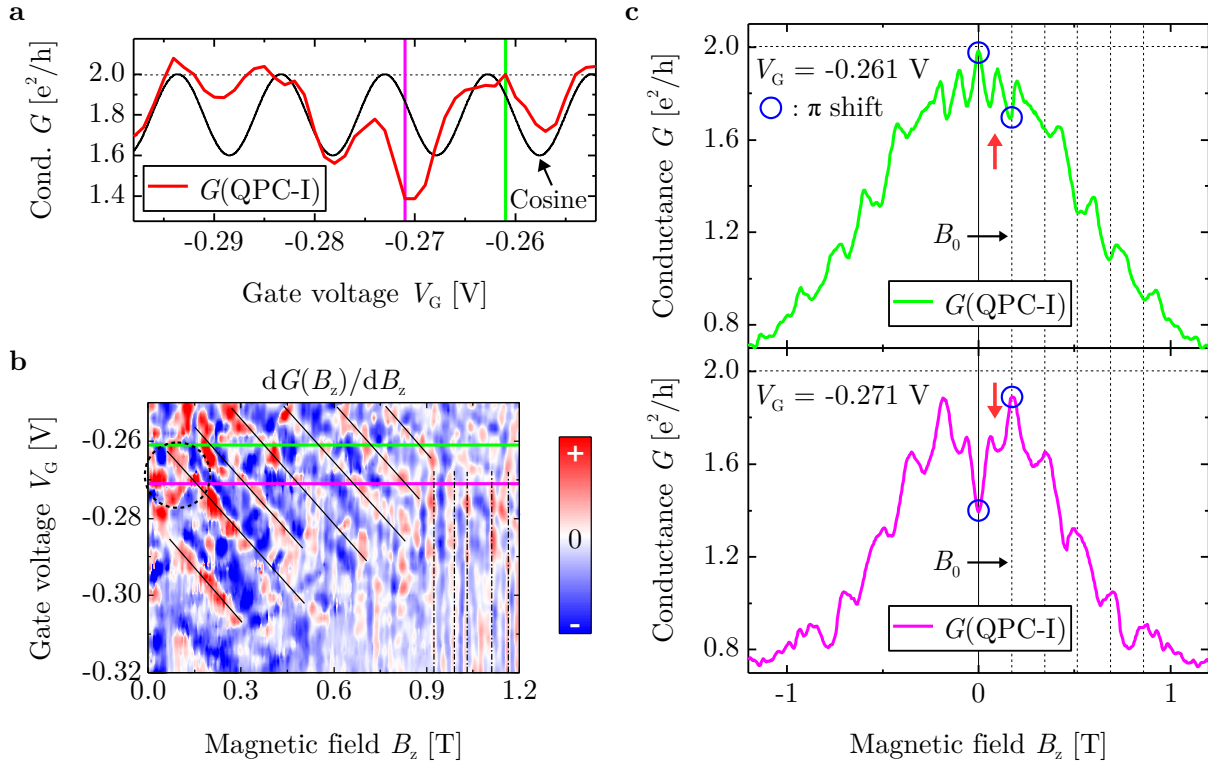 a
Cond. G [e²/h]
2.0
1.8
1.6
1.4
G(QPC-I)
Cosine
-0.29
-0.28
-0.27
-0.26
Gate voltage V_G [V]
b
dG(B_z)/dB_z
Gate voltage V_G [V]
-0.26
-0.28
-0.30
-0.32
0.0
0.3
0.6
0.9
1.2
Magnetic field B_z [T]
+
0
-
c
Conductance G [e²/h]
2.0
1.6
1.2
0.8
V_G = -0.261 V
: π shift
B_0
G(QPC-I)
Conductance G [e²/h]
2.0
1.6
1.2
0.8
V_G = -0.271 V
B_0
G(QPC-I)
-1
0
1
Magnetic field B_z [T]